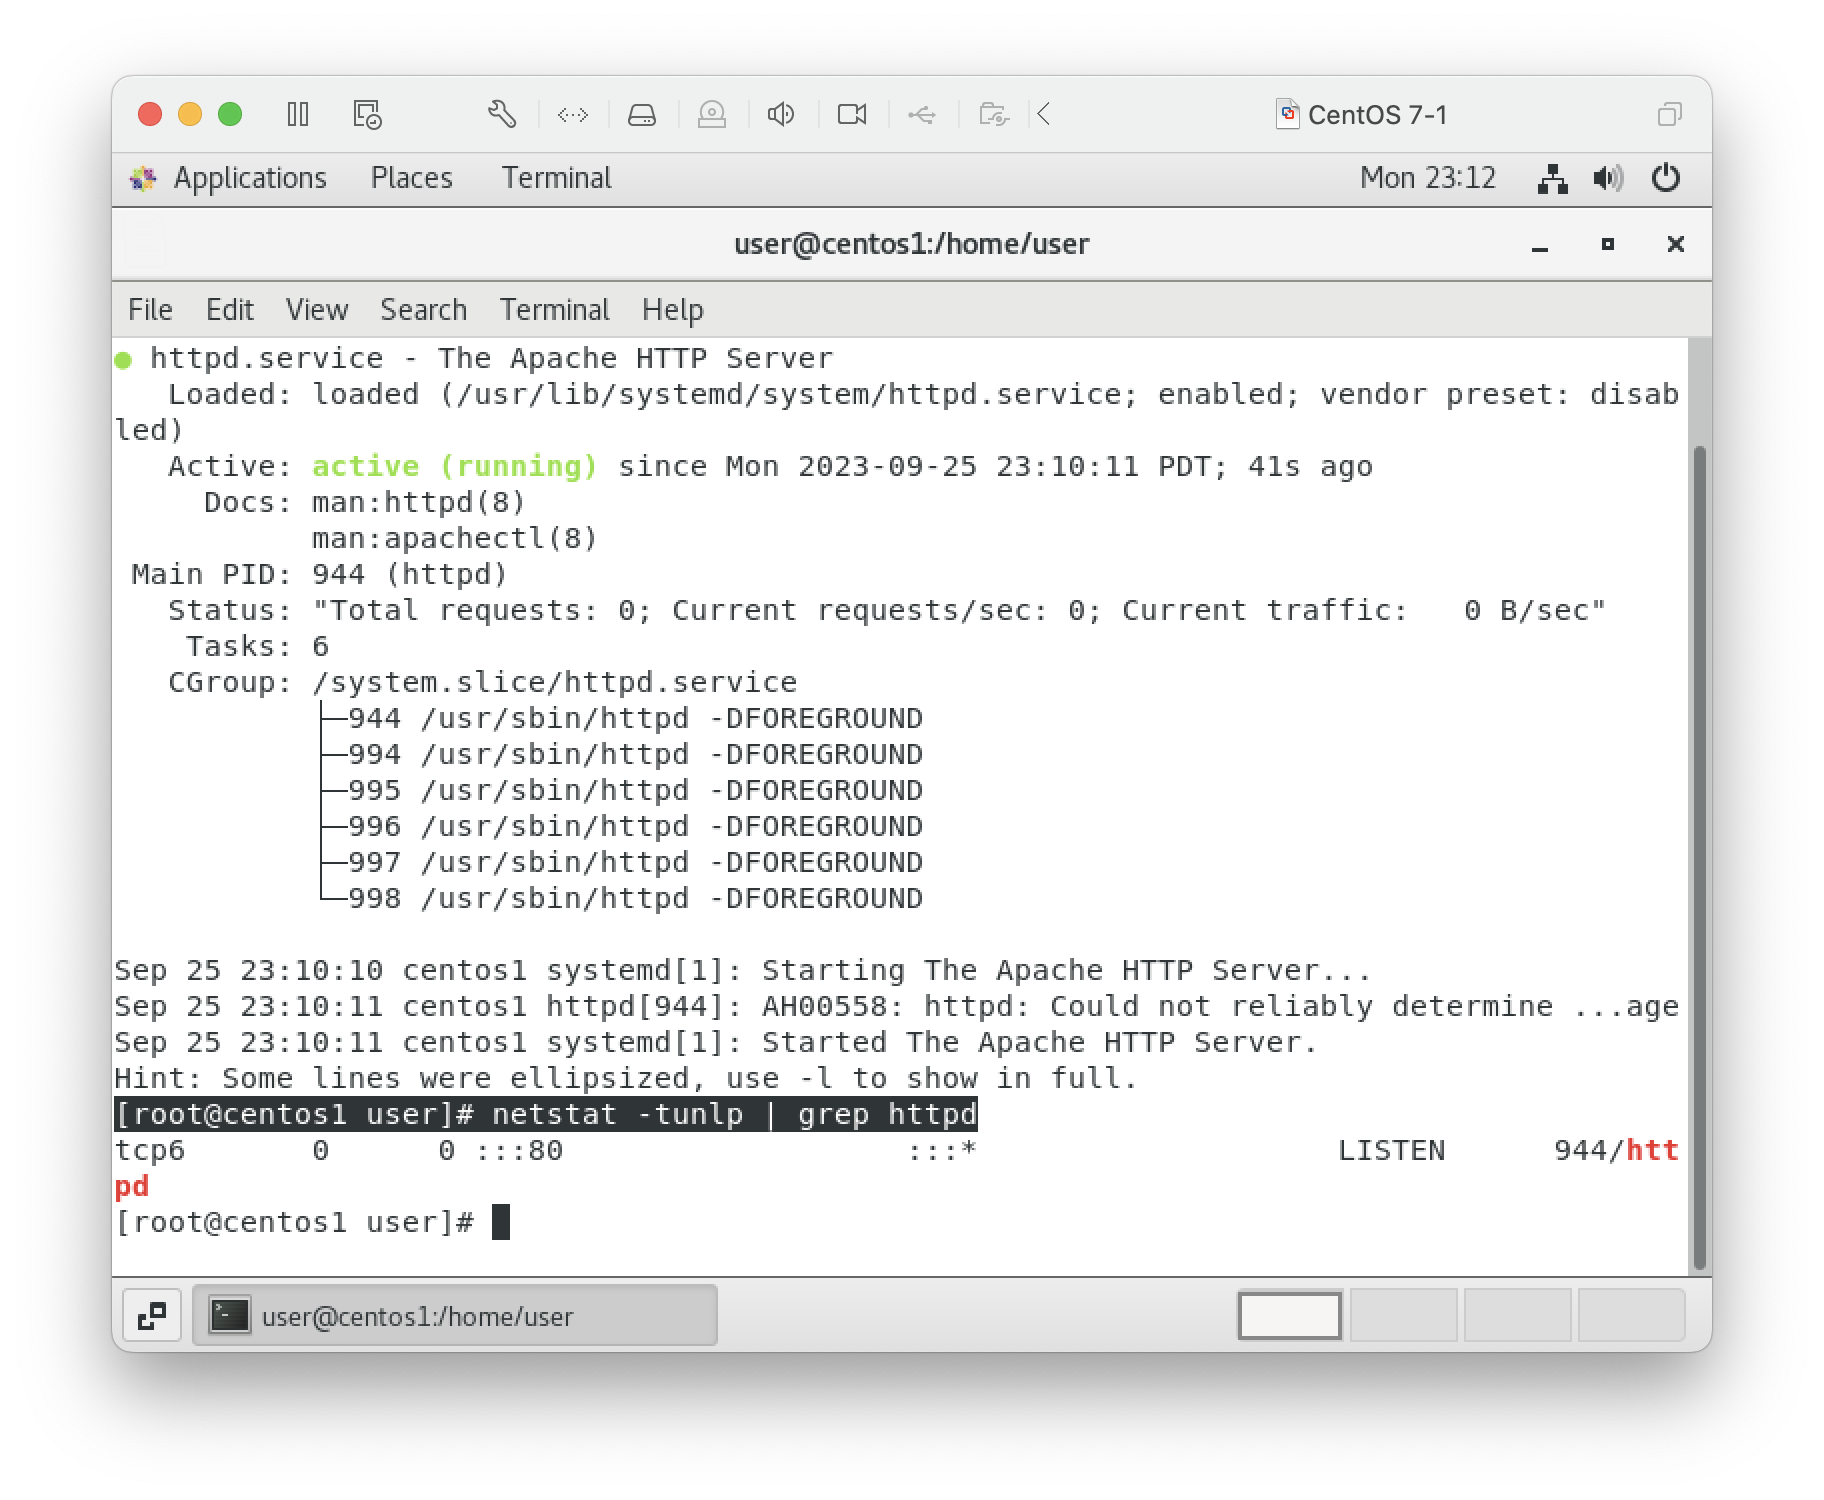 CentOS 7-1
Applications Places Terminal Mon 23:12
user@centos1:/home/user
File Edit View Search Terminal Help
● httpd.service - The Apache HTTP Server
   Loaded: loaded (/usr/lib/systemd/system/httpd.service; enabled; vendor preset: disab
led)
   Active: active (running) since Mon 2023-09-25 23:10:11 PDT; 41s ago
     Docs: man:httpd(8)
           man:apachectl(8)
 Main PID: 944 (httpd)
   Status: "Total requests: 0; Current requests/sec: 0; Current traffic:   0 B/sec"
    Tasks: 6
   CGroup: /system.slice/httpd.service
           ├─944 /usr/sbin/httpd -DFOREGROUND
           ├─994 /usr/sbin/httpd -DFOREGROUND
           ├─995 /usr/sbin/httpd -DFOREGROUND
           ├─996 /usr/sbin/httpd -DFOREGROUND
           ├─997 /usr/sbin/httpd -DFOREGROUND
           └─998 /usr/sbin/httpd -DFOREGROUND
Sep 25 23:10:10 centos1 systemd[1]: Starting The Apache HTTP Server...
Sep 25 23:10:11 centos1 httpd[944]: AH00558: httpd: Could not reliably determine ...age
Sep 25 23:10:11 centos1 systemd[1]: Started The Apache HTTP Server.
Hint: Some lines were ellipsized, use -l to show in full.
[root@centos1 user]# netstat -tunlp | grep httpd
tcp6       0      0 :::80                   :::*                    LISTEN      944/htt
pd
[root@centos1 user]#
user@centos1:/home/user